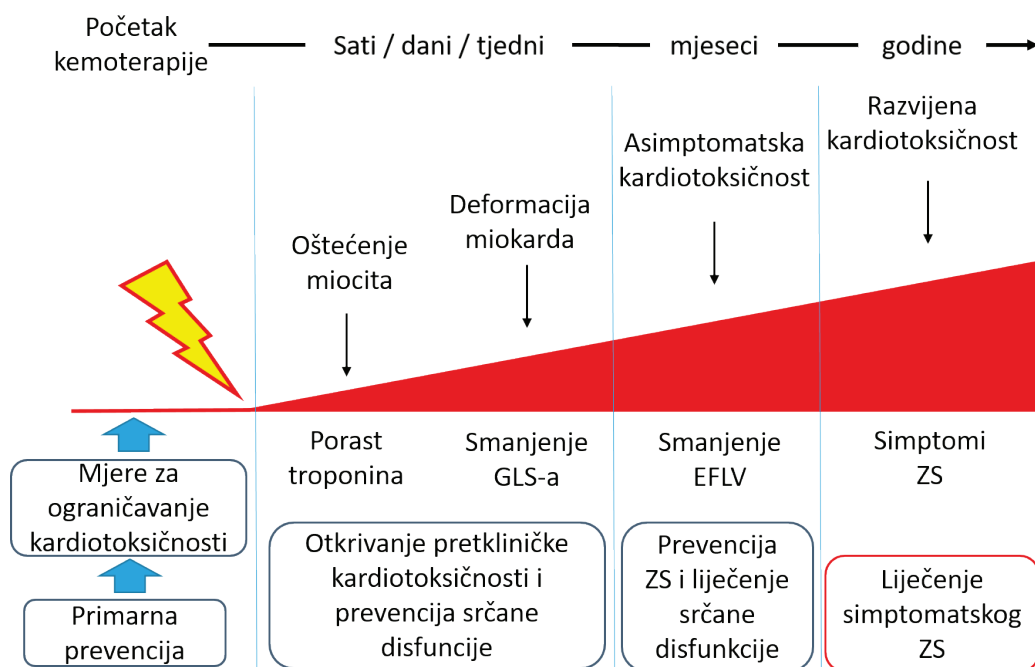 Početak
kemoterapije
Sati / dani / tjedni
mjeseci
godine
Oštećenje
miocita
Deformacija
miokarda
Asimptomatska
kardiotoksičnost
Razvijena
kardiotoksičnost
Porast
troponina
Smanjenje
GLS-a
Smanjenje
EFLV
Simptomi
ZS
Mjere za
ograničavanje
kardiotoksičnosti
Primarna
prevencija
Otkrivanje pretkliničke
kardiotoksičnosti i
prevencija srčane
disfuncije
Prevencija
ZS i liječenje
srčane
disfunkcije
Liječenje
simptomatskog
ZS